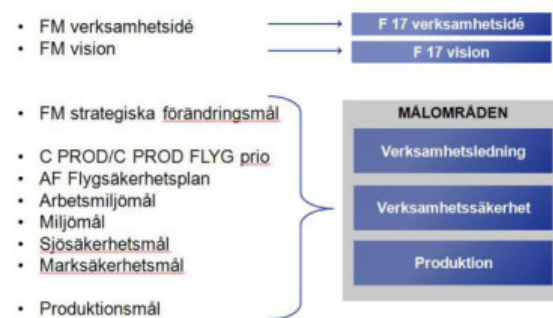 FM verksamhetsidé
F 17 verksamhetsidé
FM vision
F 17 vision
FM strategiska förändringsmål
C PROD/C PROD FLYG prio
AF Flygsäkerhetsplan
Arbetsmiljömål
Miljömål
Sjösäkerhetsmål
Marksäkerhetsmål
Produktionsmål
MÅLOMRÅDEN
Verksamhetsledning
Verksamhetssäkerhet
Produktion